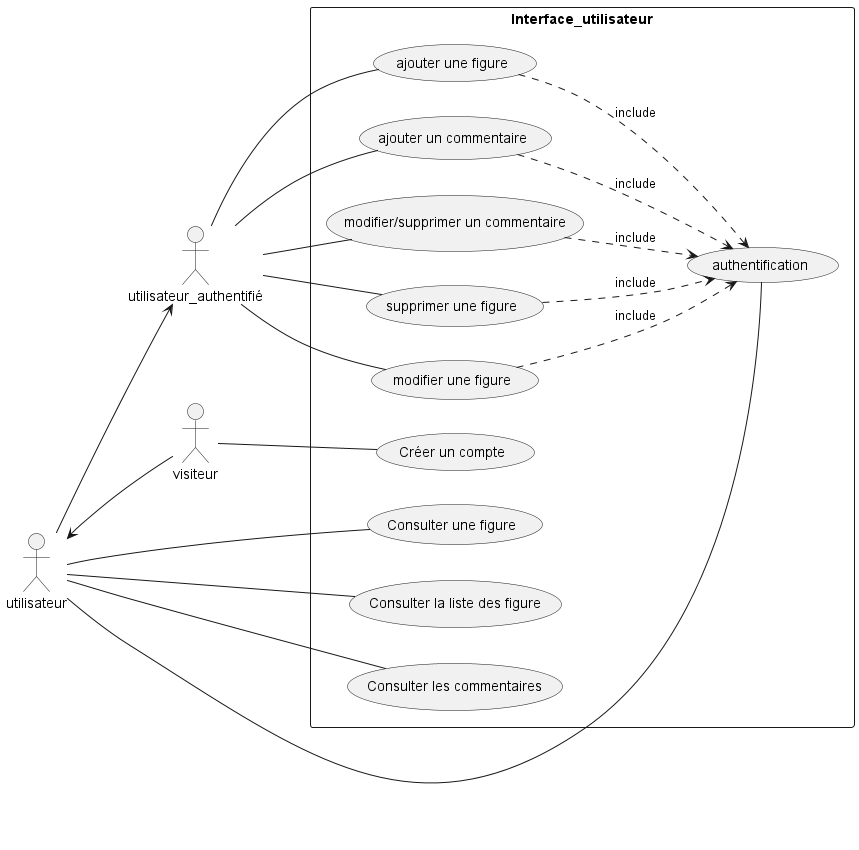 Interface_utilisateur
ajouter une figure
include
ajouter un commentaire
include
modifier/supprimer un commentaire
include
authentification
utilisateur_authentifié
supprimer une figure
include
include
modifier une figure
Créer un compte
visiteur
Consulter une figure
utilisateur
Consulter la liste des figure
Consulter les commentaires